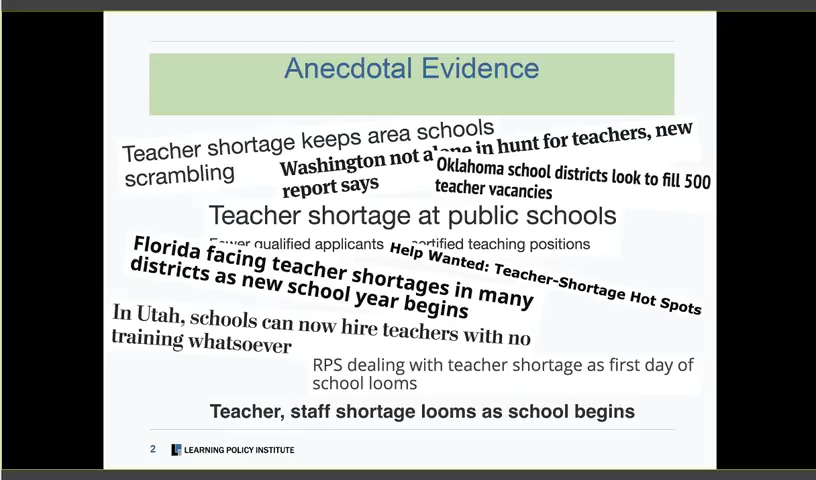 Anecdotal Evidence
Teacher shortage keeps area schools
scrambling
Washington not alone in hunt for teachers, new
report says
Oklahoma school districts look to fill 500
teacher vacancies
Teacher shortage at public schools
Fewer qualified applicants certified teaching positions
Help Wanted: Teacher-Shortage Hot Spots
Florida facing teacher shortages in many
districts as new school year begins
In Utah, schools can now hire teachers with no
training whatsoever
RPS dealing with teacher shortage as first day of
school looms
Teacher, staff shortage looms as school begins
2 LEARNING POLICY INSTITUTE